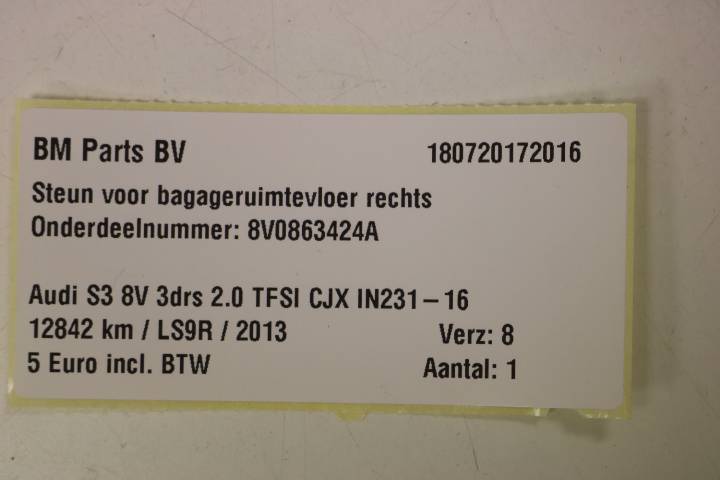 BM Parts BV 180720172016
Steun voor bagageruimtevloer rechts
Onderdeelnummer: 8V0863424A
Audi S3 8V 3drs 2.0 TFSI CJX IN231-16
12842 km / LS9R / 2013 Verz: 8
5 Euro incl. BTW Aantal: 1